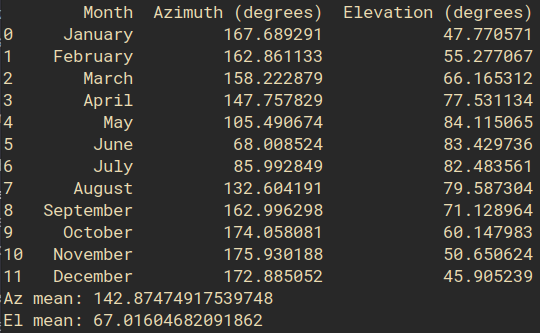 Month Azimuth (degrees) Elevation (degrees)
0 January 167.689291 47.770571
1 February 162.861133 55.277067
2 March 158.222879 66.165312
3 April 147.757829 77.531134
4 May 105.490674 84.115065
5 June 68.008524 83.429736
6 July 85.992849 82.483561
7 August 132.604191 79.587304
8 September 162.996298 71.128964
9 October 174.058081 60.147983
10 November 175.930188 50.650624
11 December 172.885052 45.905239
Az mean: 142.87474917539748
El mean: 67.01604682091862